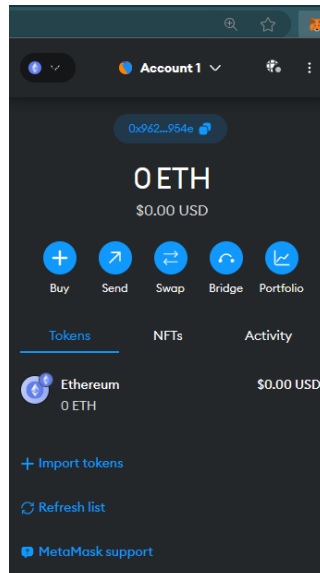 Account 1
0x962...954e
0 ETH
$0.00 USD
Buy Send Swap Bridge Portfolio
Tokens NFTs Activity
Ethereum $0.00 USD
0 ETH
+ Import tokens
Refresh list
MetaMask support